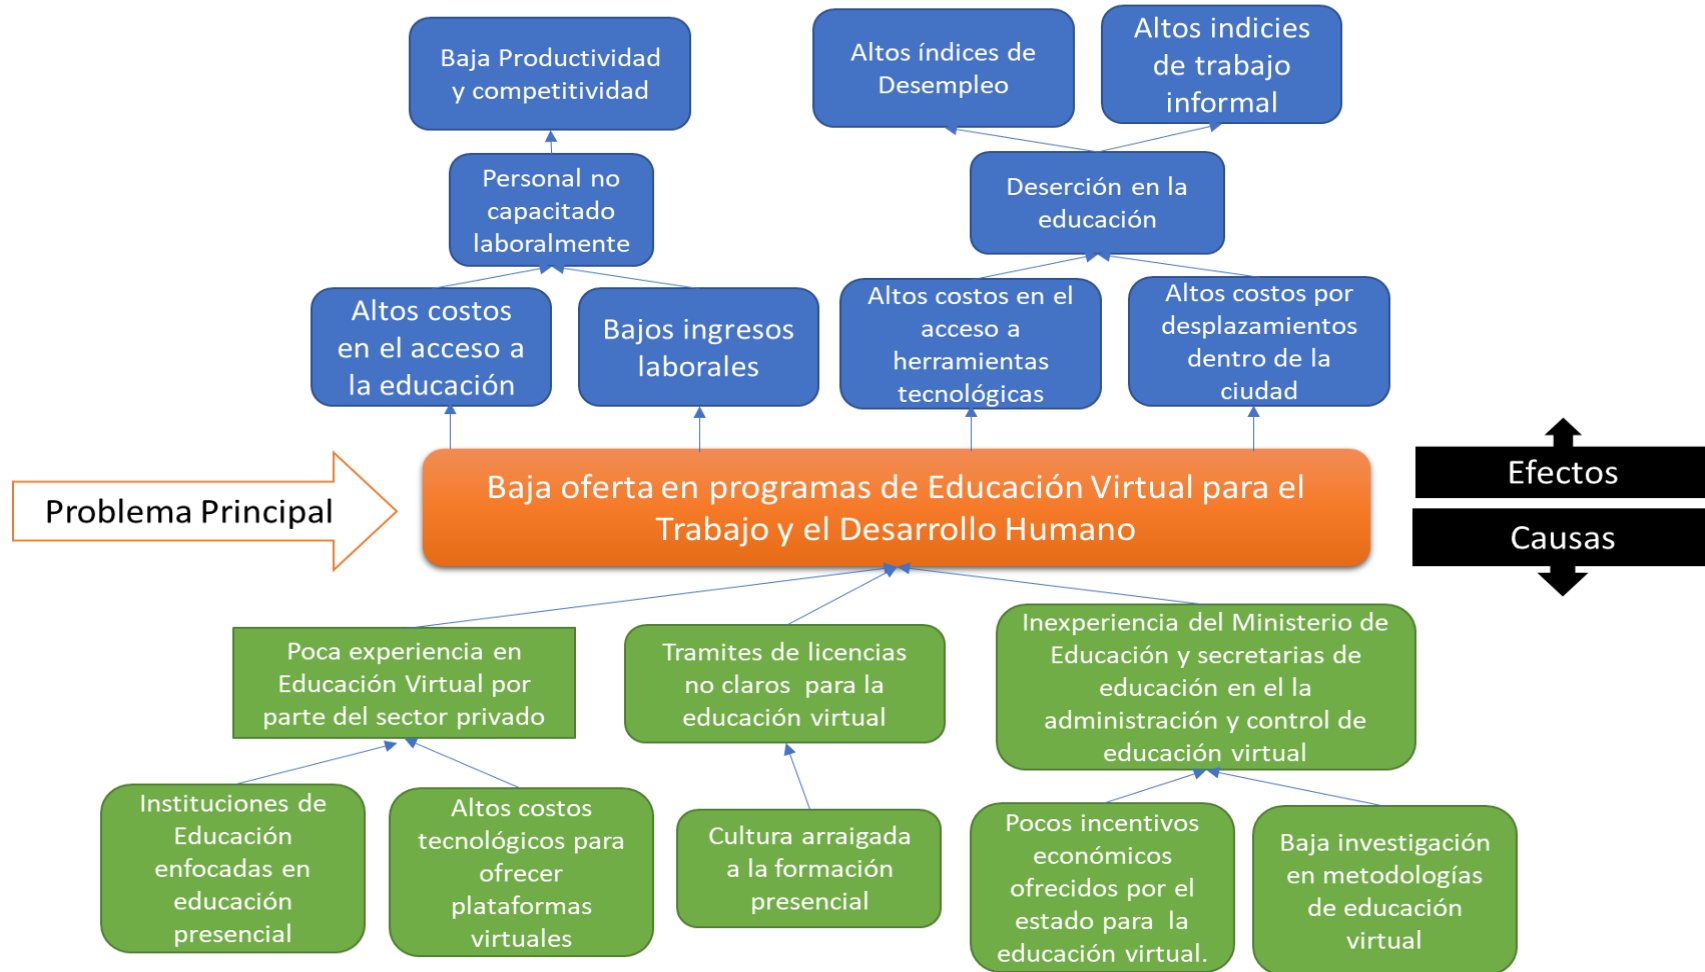 Baja Productividad
y competitividad
Altos índices de
Desempleo
Altos indicies
de trabajo
informal
Personal no
capacitado
laboralmente
Deserción en la
educación
Altos costos
en el acceso a
la educación
Bajos ingresos
laborales
Altos costos en el
acceso a
herramientas
tecnológicas
Altos costos por
desplazamientos
dentro de la
ciudad
Problema Principal
Baja oferta en programas de Educación Virtual para el
Trabajo y el Desarrollo Humano
Efectos
Causas
Poca experiencia en
Educación Virtual por
parte del sector privado
Tramites de licencias
no claros para la
educación virtual
Inexperiencia del Ministerio de
Educación y secretarias de
educación en el la
administración y control de
educación virtual
Instituciones de
Educación
enfocadas en
educación
presencial
Altos costos
tecnológicos para
ofrecer
plataformas
virtuales
Cultura arraigada
a la formación
presencial
Pocos incentivos
económicos
ofrecidos por el
estado para la
educación virtual.
Baja investigación
en metodologías
de educación
virtual